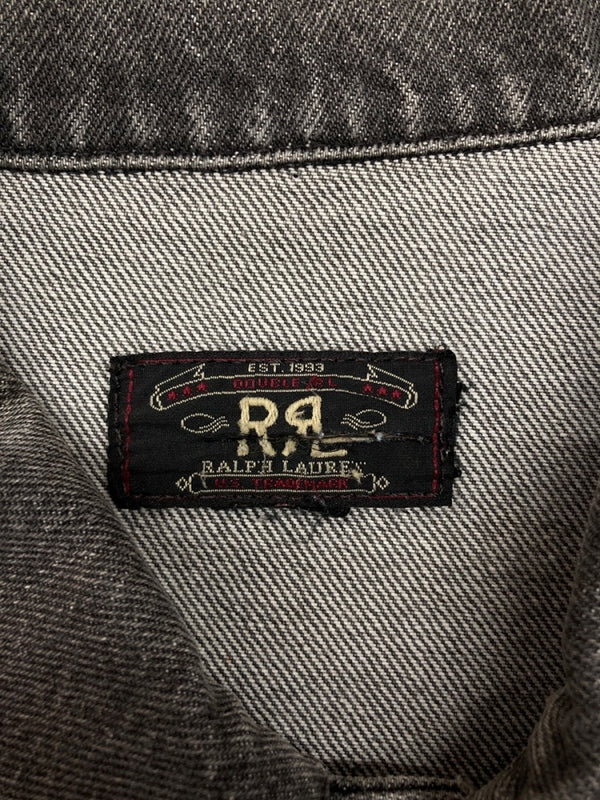 EST. 1993
DOUBLE RL
RRL
RALPH LAUREN
U.S. TRADEMARK